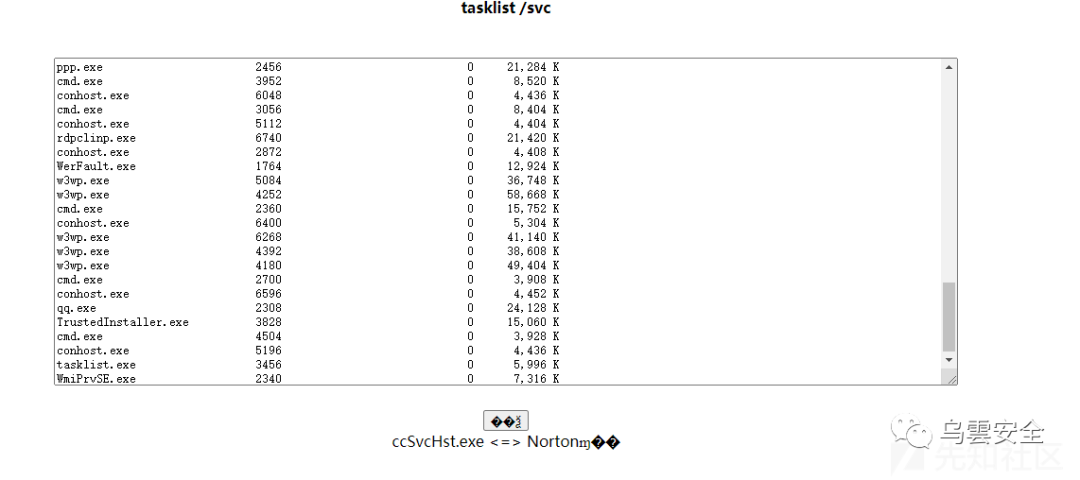 tasklist /svc
ppp.exe 2456 0 21,284 K
cmd.exe 3952 0 8,520 K
conhost.exe 6048 0 4,436 K
cmd.exe 3056 0 8,404 K
conhost.exe 5112 0 4,404 K
rdpclinp.exe 6740 0 21,420 K
conhost.exe 2872 0 4,408 K
WerFault.exe 1764 0 12,924 K
w3wp.exe 5084 0 36,748 K
w3wp.exe 4252 0 58,668 K
cmd.exe 2360 0 15,752 K
conhost.exe 6400 0 5,304 K
w3wp.exe 6268 0 41,140 K
w3wp.exe 4392 0 38,608 K
w3wp.exe 4180 0 49,404 K
cmd.exe 2700 0 3,908 K
conhost.exe 6596 0 4,452 K
qq.exe 2308 0 24,128 K
TrustedInstaller.exe 3828 0 15,060 K
cmd.exe 4504 0 3,928 K
conhost.exe 5196 0 4,436 K
tasklist.exe 3456 0 5,996 K
WmiPrvSE.exe 2340 0 7,316 K
ccSvcHst.exe <=> Norton
乌雲安全
先知社区